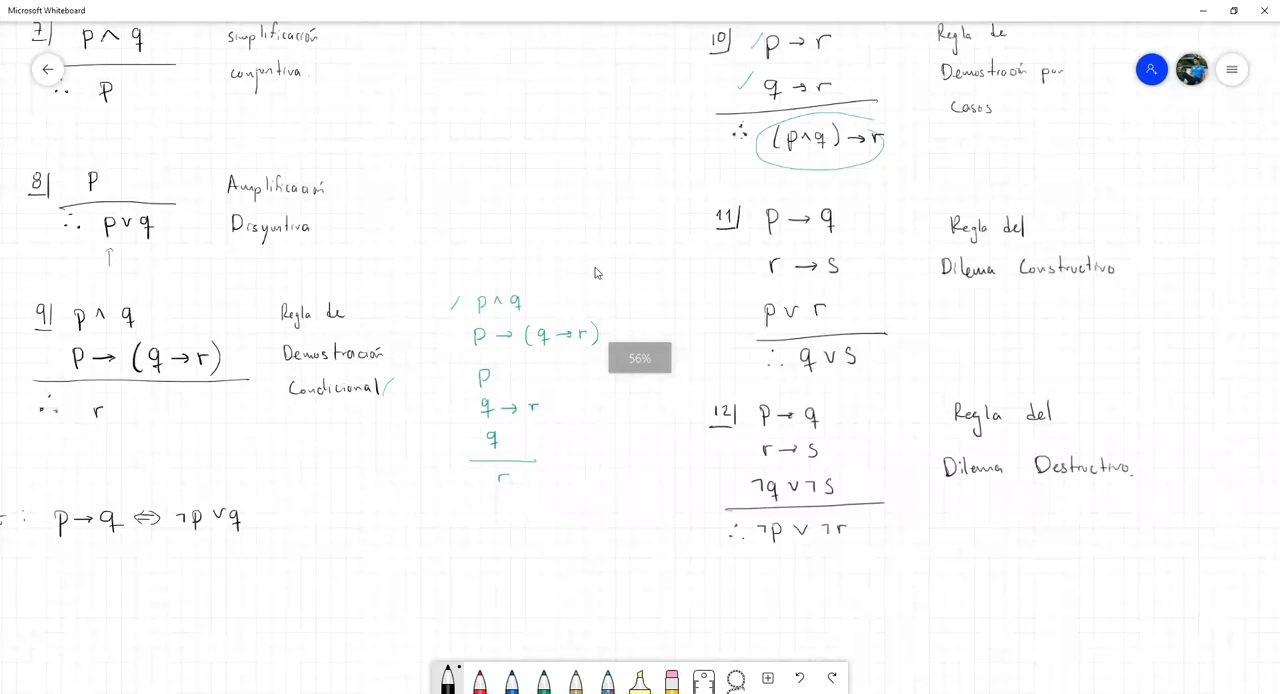 Microsoft Whiteboard
7| p ∧ q simplificación
conjuntiva
∴ p
8| p Amplificación
∴ p ∨ q Disyuntiva
↑
9| p ∧ q Regla de
p → (q → r) Demostración
Condicional
∴ r
p ∧ q
p → (q → r)
p
q → r
q
r
56%
: p → q ⇔ ¬p ∨ q
10| p → r Regla de
✓ q → r Demostración por
Casos
∴ (p ∧ q) → r
11| p → q Regla del
r → s Dilema Constructivo
p ∨ r
∴ q ∨ s
12| p → q Regla del
r → s Dilema Destructivo.
¬q ∨ ¬s
∴ ¬p ∨ ¬r